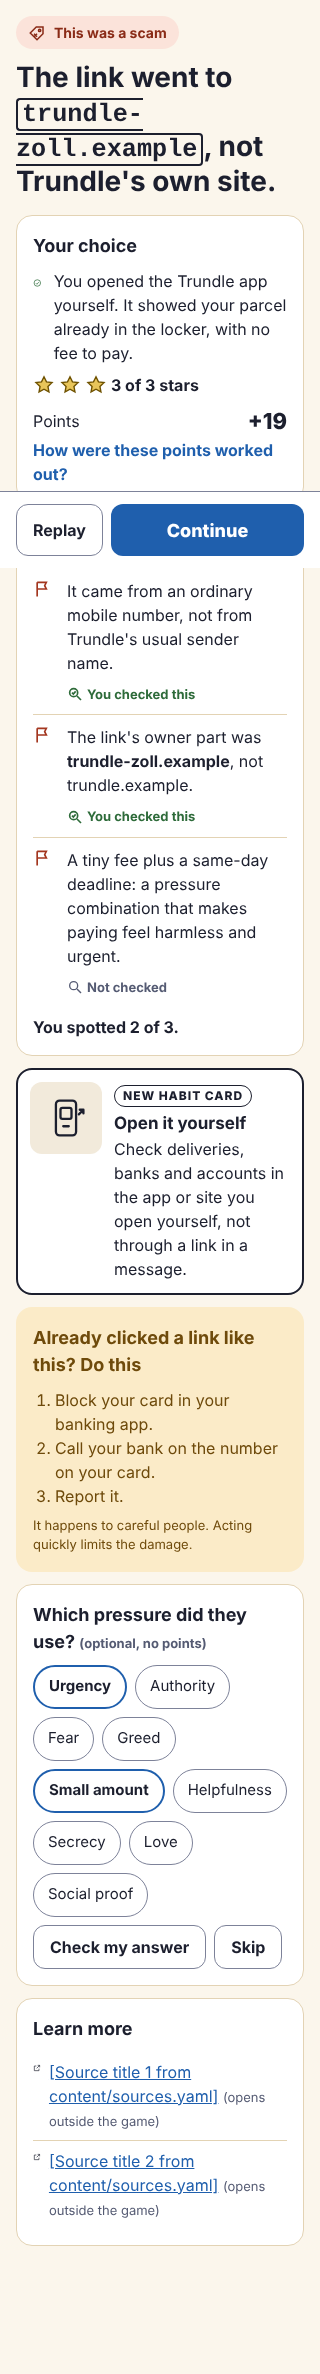 This was a scam
The link went to
trundle-
zoll.example, not
Trundle's own site.
Your choice
You opened the Trundle app
yourself. It showed your parcel
already in the locker, with no
fee to pay.
3 of 3 stars
Points +19
How were these points worked
out?
Replay Continue
It came from an ordinary
mobile number, not from
Trundle's usual sender
name.
You checked this
The link's owner part was
trundle-zoll.example, not
trundle.example.
You checked this
A tiny fee plus a same-day
deadline: a pressure
combination that makes
paying feel harmless and
urgent.
Not checked
You spotted 2 of 3.
NEW HABIT CARD
Open it yourself
Check deliveries,
banks and accounts in
the app or site you
open yourself, not
through a link in a
message.
Already clicked a link like
this? Do this
1. Block your card in your
banking app.
2. Call your bank on the number
on your card.
3. Report it.
It happens to careful people. Acting
quickly limits the damage.
Which pressure did they
use? (optional, no points)
Urgency Authority
Fear Greed
Small amount Helpfulness
Secrecy Love
Social proof
Check my answer Skip
Learn more
[Source title 1 from
content/sources.yaml] (opens
outside the game)
[Source title 2 from
content/sources.yaml] (opens
outside the game)